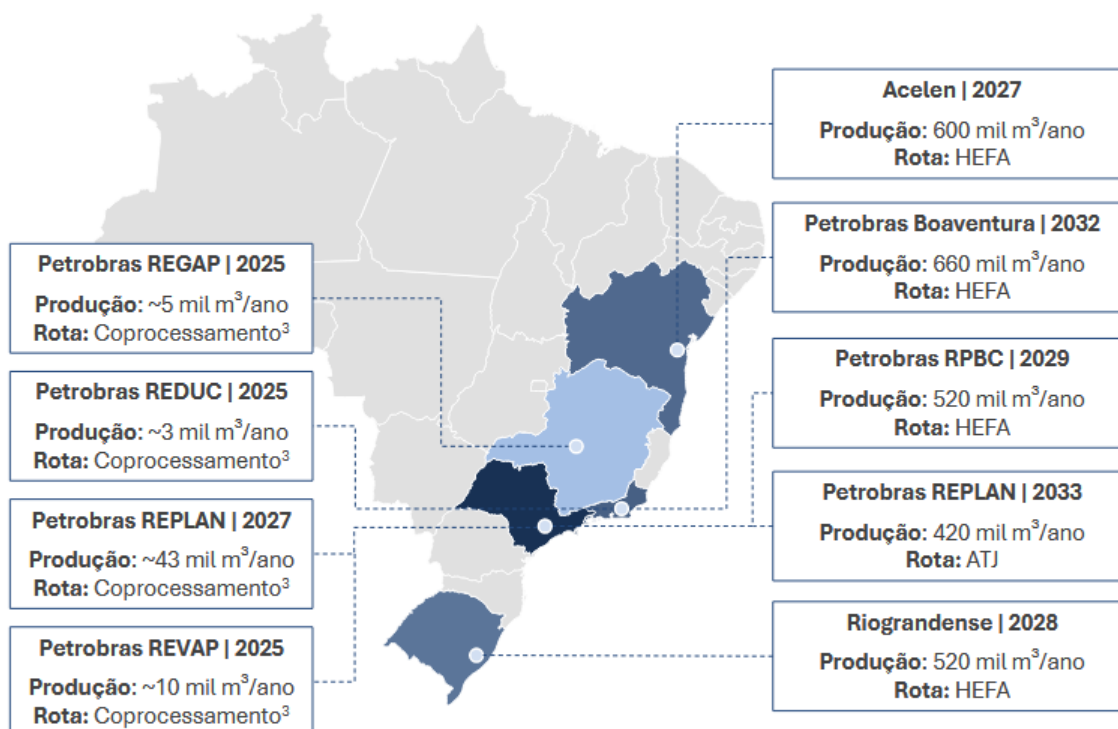 Petrobras REGAP | 2025
Produção: ~5 mil m³/ano
Rota: Coprocessamento³
Petrobras REDUC | 2025
Produção: ~3 mil m³/ano
Rota: Coprocessamento³
Petrobras REPLAN | 2027
Produção: ~43 mil m³/ano
Rota: Coprocessamento³
Petrobras REVAP | 2025
Produção: ~10 mil m³/ano
Rota: Coprocessamento³
Acelen | 2027
Produção: 600 mil m³/ano
Rota: HEFA
Petrobras Boaventura | 2032
Produção: 660 mil m³/ano
Rota: HEFA
Petrobras RPBC | 2029
Produção: 520 mil m³/ano
Rota: HEFA
Petrobras REPLAN | 2033
Produção: 420 mil m³/ano
Rota: ATJ
Riograndense | 2028
Produção: 520 mil m³/ano
Rota: HEFA